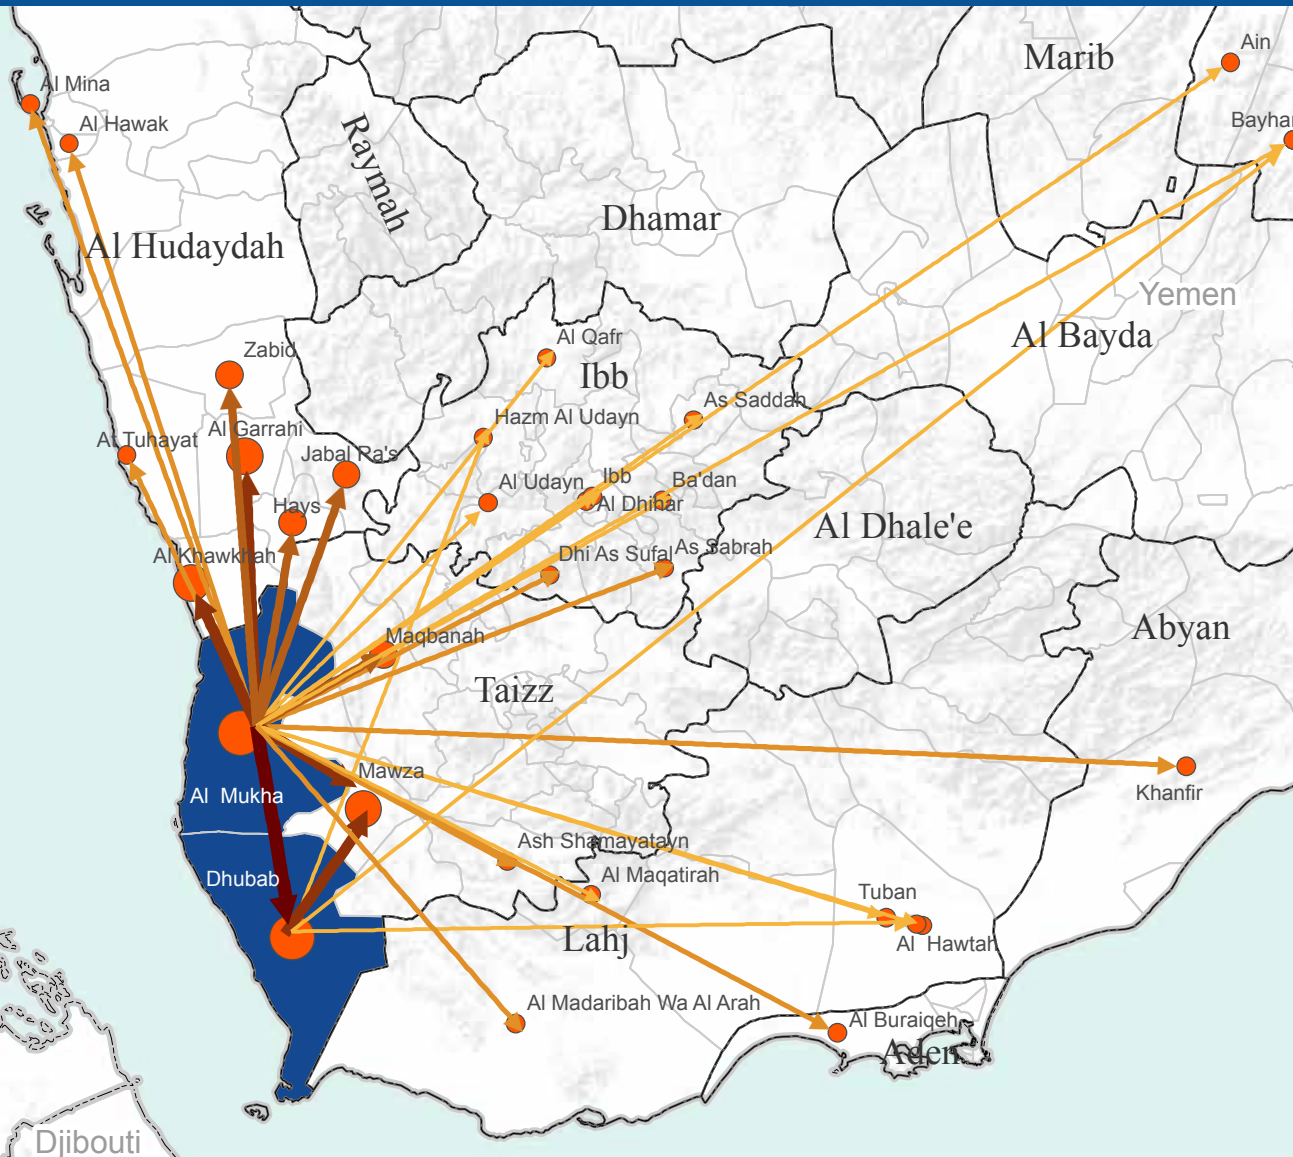 Ain
Marib
Al Mina
Al Hawak
Bayhan
Raymah
Dhamar
Al Hudaydah
Yemen
Al Bayda
Al Qafr
Zabid
Ibb
As Saddah
Hazm Al Udayn
Al Garrahi
At Tuhayat
Jabal Ra's
Al Udayn
Ibb
Ba'dan
Al Dhihar
Hays
Al Dhale'e
Al Khawkhah
Dhi As Sufal
As Sabrah
Maqbanah
Abyan
Taizz
Mawza
Al Mukha
Khanfir
Ash Shamayatayn
Al Maqatirah
Dhubab
Tuban
Lahj
Al Hawtah
Al Madaribah Wa Al Arah
Al Buraiqeh
Aden
Djibouti